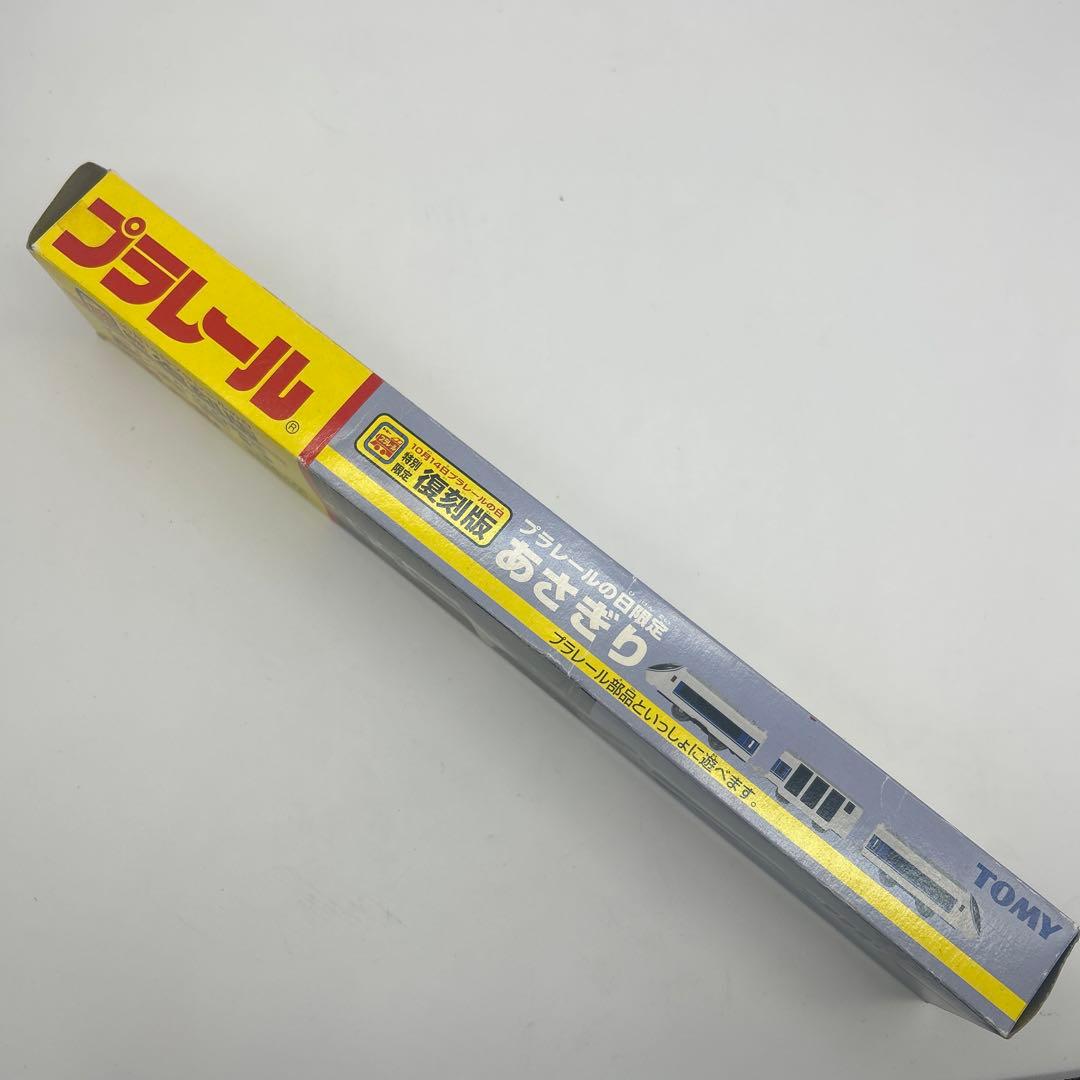 プラレール®
10月14日プラレールの日
特別
限定
復刻版
プラレールの日限定
あさぎり
プラレール部品といっしょに遊べます。
TOMY